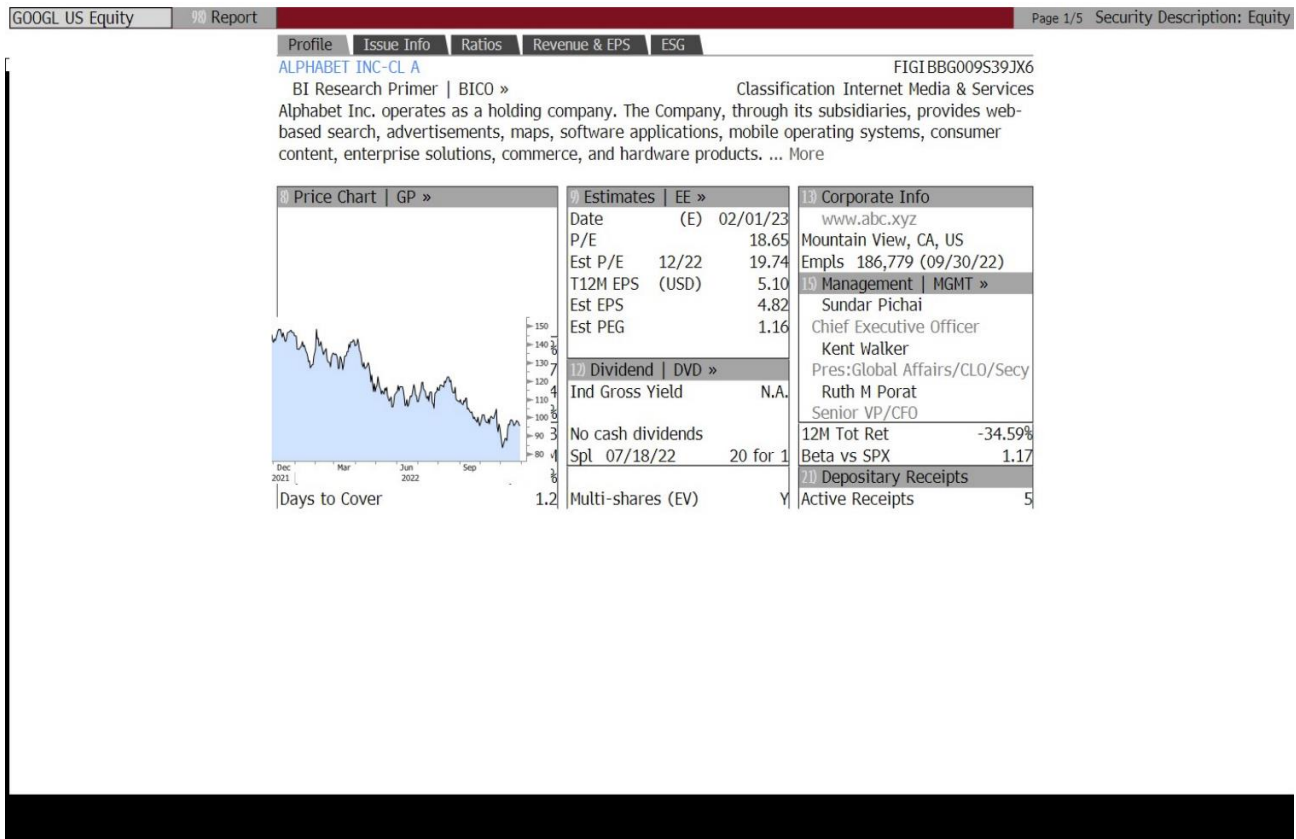 GOOGL US Equity 98) Report Page 1/5 Security Description: Equity
Profile Issue Info Ratios Revenue & EPS ESG
ALPHABET INC-CL A FIGI BBG009S39JX6
BI Research Primer | BICO » Classification Internet Media & Services
Alphabet Inc. operates as a holding company. The Company, through its subsidiaries, provides web-
based search, advertisements, maps, software applications, mobile operating systems, consumer
content, enterprise solutions, commerce, and hardware products. ... More
8) Price Chart | GP »
150
140
130
120
110
100
90
80
Dec Mar Jun Sep
2021 2022
Days to Cover 1.2
9) Estimates | EE »
Date (E) 02/01/23
P/E 18.65
Est P/E 12/22 19.74
T12M EPS (USD) 5.10
Est EPS 4.82
Est PEG 1.16
12) Dividend | DVD »
Ind Gross Yield N.A.
No cash dividends
Spl 07/18/22 20 for 1
Multi-shares (EV) Y
13) Corporate Info
www.abc.xyz
Mountain View, CA, US
Empls 186,779 (09/30/22)
15) Management | MGMT »
Sundar Pichai
Chief Executive Officer
Kent Walker
Pres:Global Affairs/CLO/Secy
Ruth M Porat
Senior VP/CFO
12M Tot Ret -34.59%
Beta vs SPX 1.17
21) Depositary Receipts
Active Receipts 5